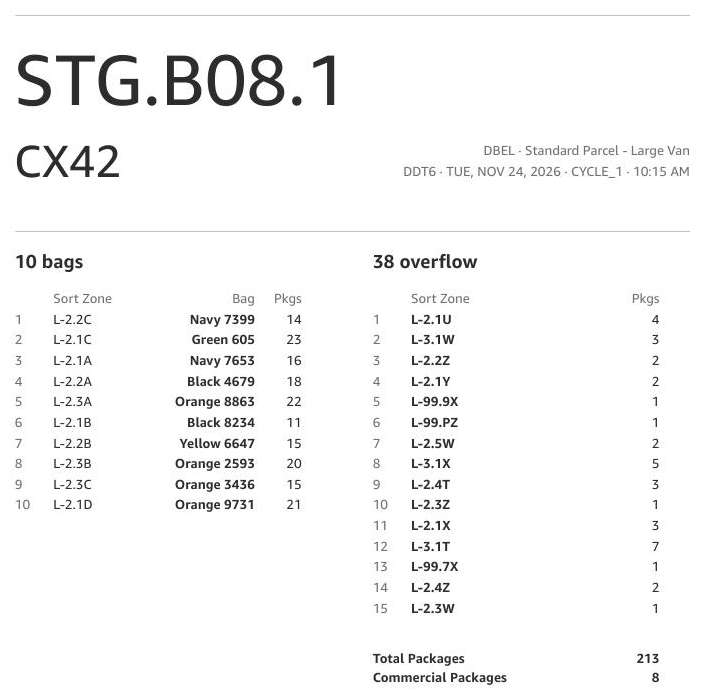 STG.B08.1
CX42
DBEL · Standard Parcel - Large Van
DDT6 · TUE, NOV 24, 2026 · CYCLE_1 · 10:15 AM
10 bags
Sort Zone Bag Pkgs
1 L-2.2C Navy 7399 14
2 L-2.1C Green 605 23
3 L-2.1A Navy 7653 16
4 L-2.2A Black 4679 18
5 L-2.3A Orange 8863 22
6 L-2.1B Black 8234 11
7 L-2.2B Yellow 6647 15
8 L-2.3B Orange 2593 20
9 L-2.3C Orange 3436 15
10 L-2.1D Orange 9731 21
38 overflow
Sort Zone Pkgs
1 L-2.1U 4
2 L-3.1W 3
3 L-2.2Z 2
4 L-2.1Y 2
5 L-99.9X 1
6 L-99.PZ 1
7 L-2.5W 2
8 L-3.1X 5
9 L-2.4T 3
10 L-2.3Z 1
11 L-2.1X 3
12 L-3.1T 7
13 L-99.7X 1
14 L-2.4Z 2
15 L-2.3W 1
Total Packages 213
Commercial Packages 8